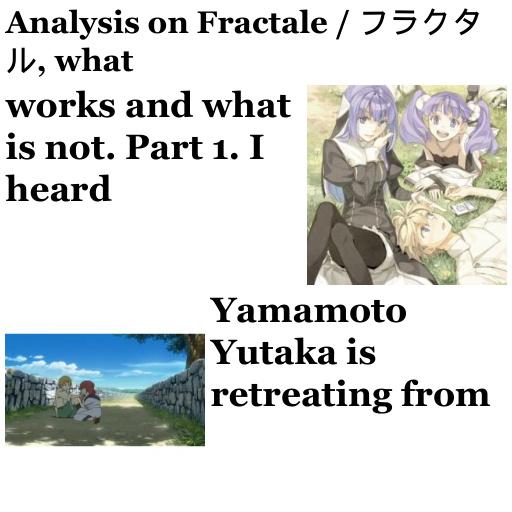 Analysis on Fractale / フラクタ
ル, what
works and what
is not. Part 1. I
heard
Yamamoto
Yutaka is
retreating from